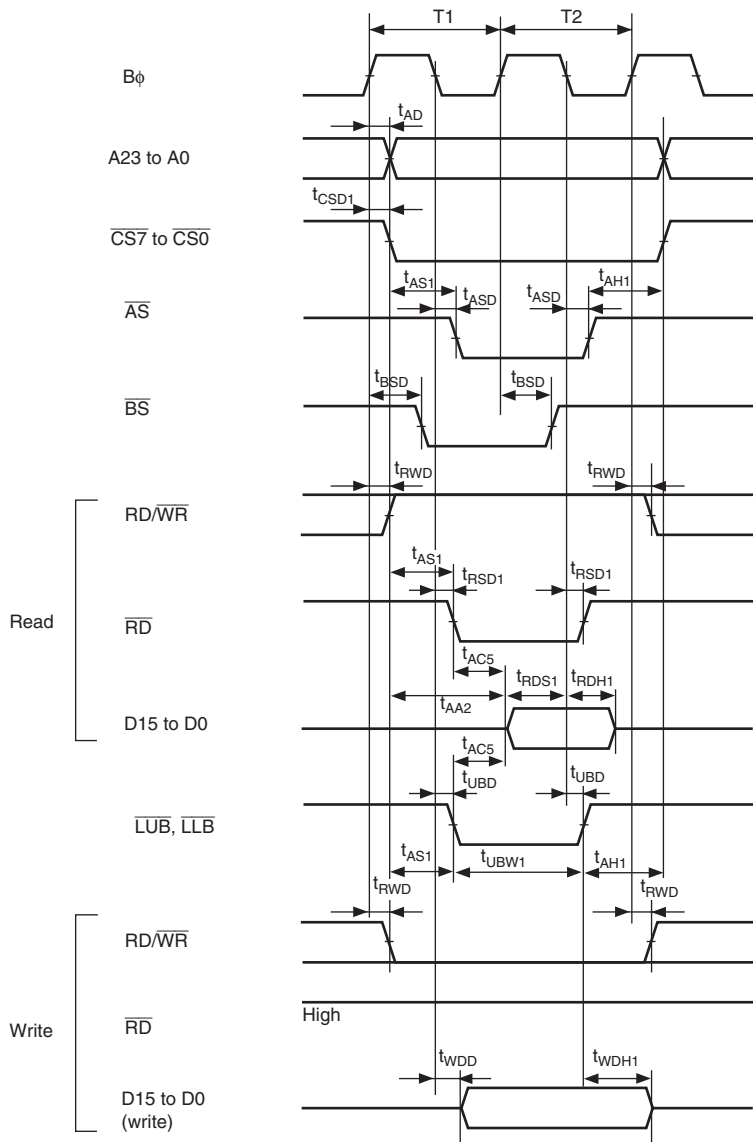 T1 T2
Bφ
tAD
A23 to A0
tCSD1
CS7 to CS0
tAS1 tASD tASD tAH1
AS
tBSD tBSD
BS
tRWD tRWD
RD/WR
tAS1 tRSD1 tRSD1
Read
RD
tAC5 tRDS1 tRDH1
tAA2
D15 to D0
tAC5
tUBD tUBD
LUB, LLB
tAS1 tUBW1 tAH1
tRWD tRWD
RD/WR
High
Write
RD
tWDD tWDH1
D15 to D0
(write)